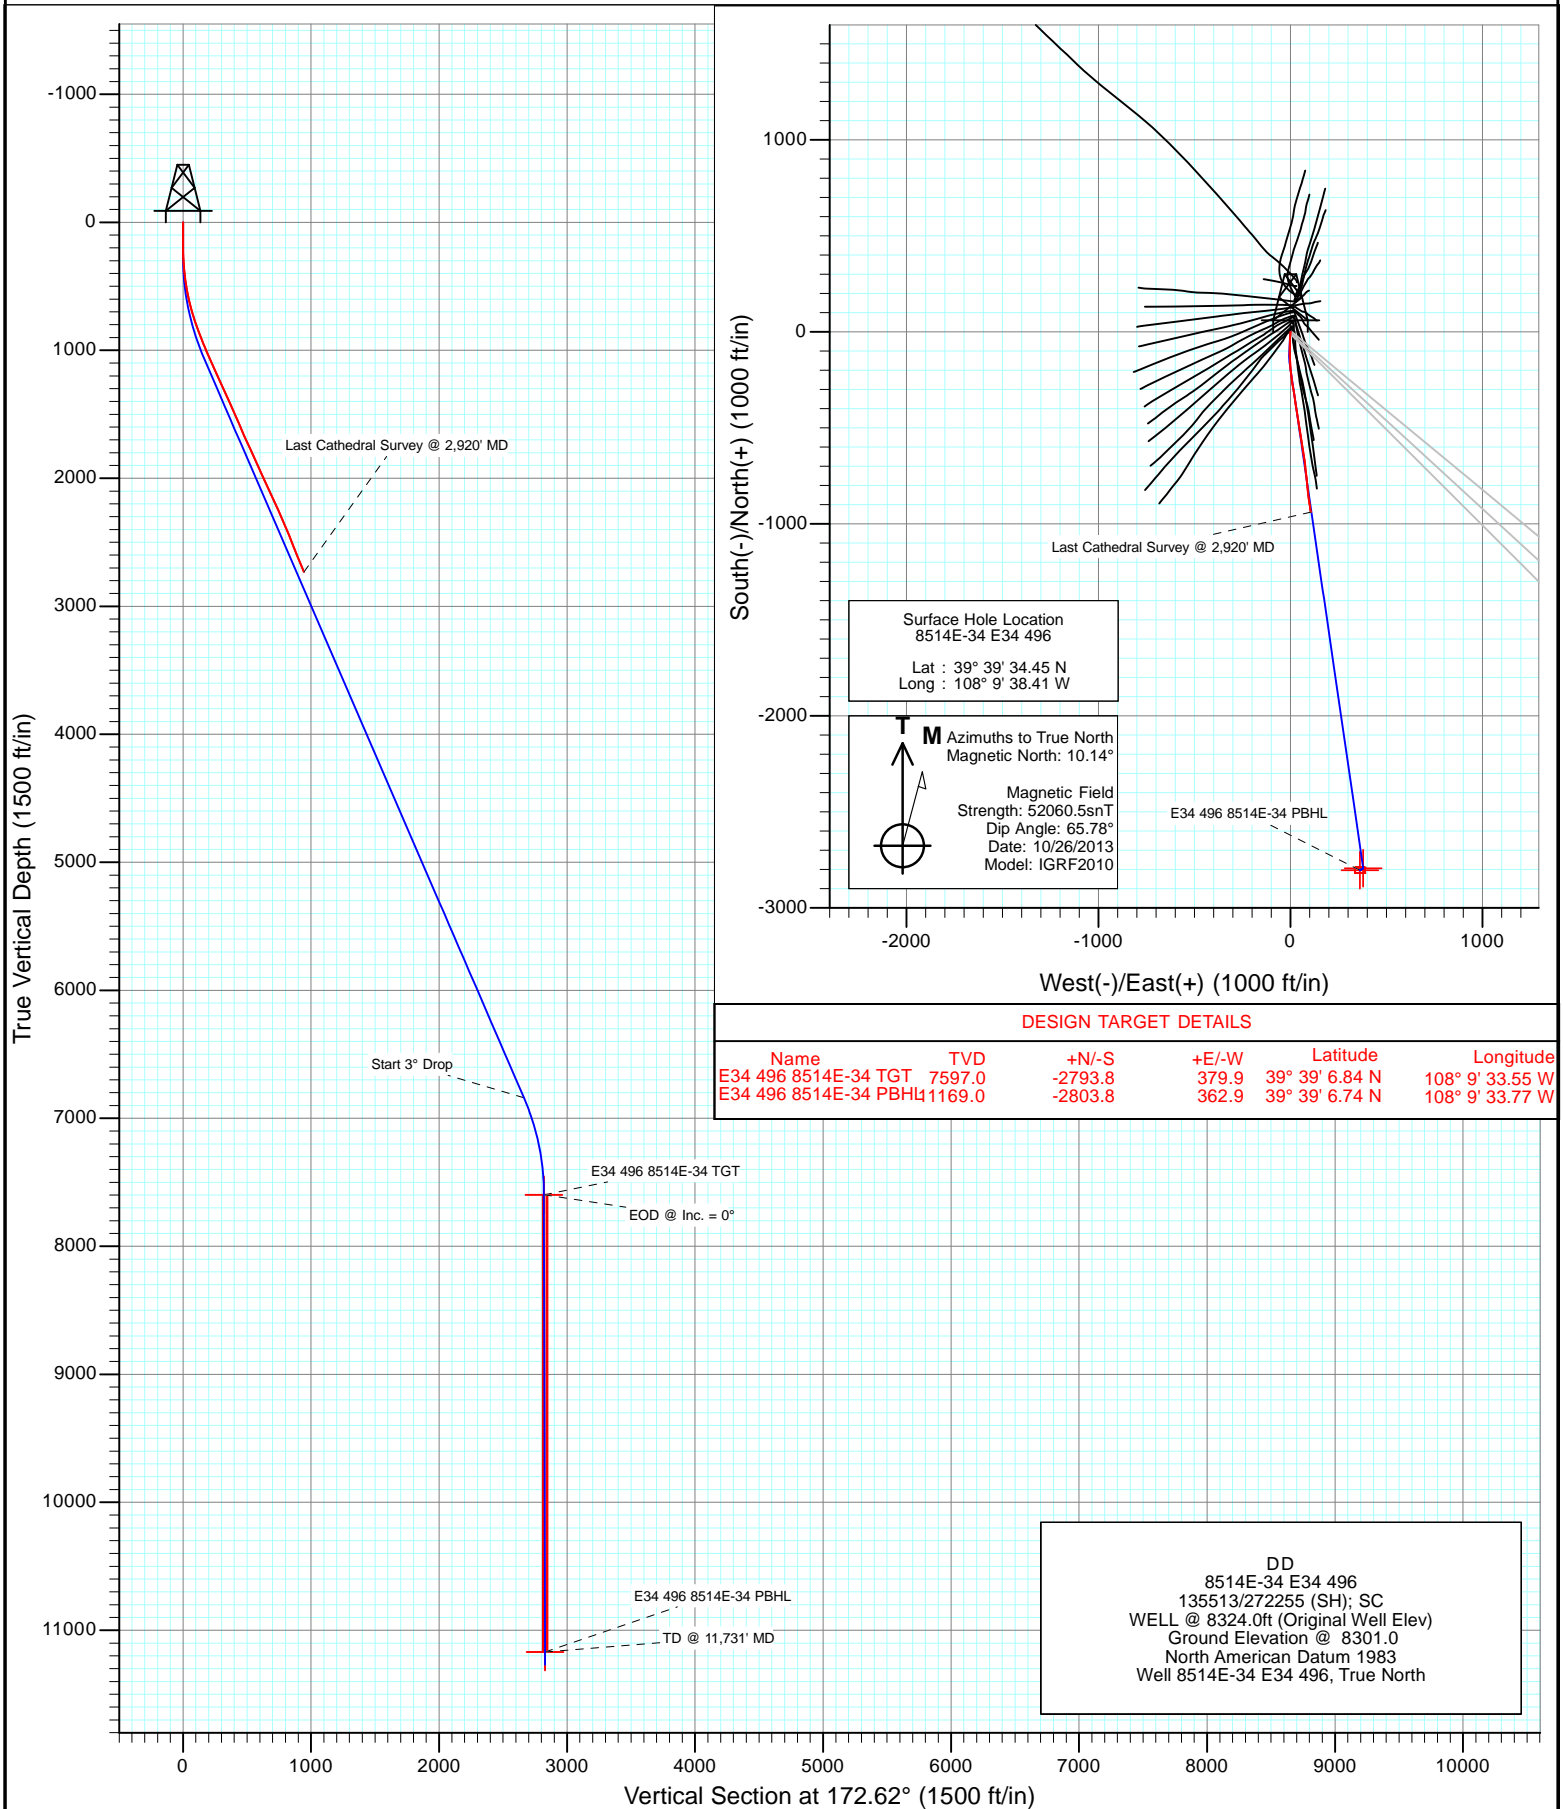 -1000
0
1000
2000
3000
4000
5000
6000
7000
8000
9000
10000
11000
True Vertical Depth (1500 ft/in)
0
1000
2000
3000
4000
5000
6000
7000
8000
9000
10000
Vertical Section at 172.62° (1500 ft/in)
Last Cathedral Survey @ 2,920' MD
Start 3° Drop
E34 496 8514E-34 TGT
EOD @ Inc. = 0°
E34 496 8514E-34 PBHL
TD @ 11,731' MD
1000
0
-1000
-2000
-3000
South(-)/North(+) (1000 ft/in)
-2000
-1000
0
1000
West(-)/East(+) (1000 ft/in)
Last Cathedral Survey @ 2,920' MD
E34 496 8514E-34 PBHL
Surface Hole Location
8514E-34 E34 496
Lat : 39° 39' 34.45 N
Long : 108° 9' 38.41 W
T
M
Azimuths to True North
Magnetic North: 10.14°
Magnetic Field
Strength: 52060.5snT
Dip Angle: 65.78°
Date: 10/26/2013
Model: IGRF2010
DESIGN TARGET DETAILS
Name TVD +N/-S +E/-W Latitude Longitude
E34 496 8514E-34 TGT 7597.0 -2793.8 379.9 39° 39' 6.84 N 108° 9' 33.55 W
E34 496 8514E-34 PBHL 11169.0 -2803.8 362.9 39° 39' 6.74 N 108° 9' 33.77 W
DD
8514E-34 E34 496
135513/272255 (SH); SC
WELL @ 8324.0ft (Original Well Elev)
Ground Elevation @ 8301.0
North American Datum 1983
Well 8514E-34 E34 496, True North